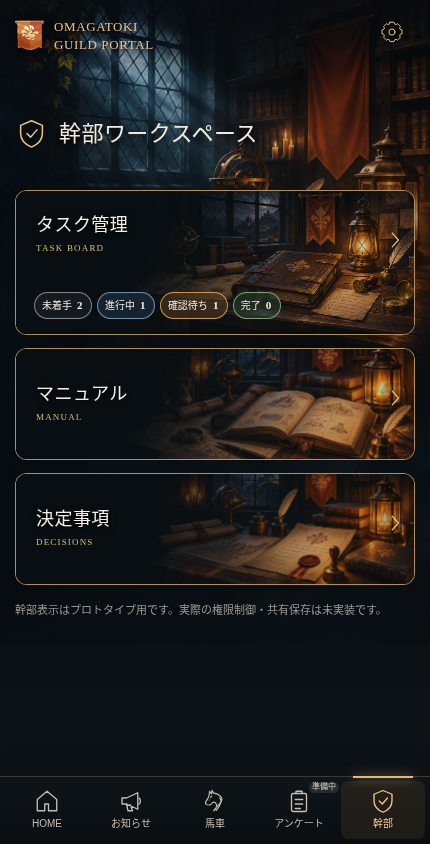 OMAGATOKI
GUILD PORTAL
幹部ワークスペース
タスク管理
TASK BOARD
未着手 2
進行中 1
確認待ち 1
完了 0
マニュアル
MANUAL
決定事項
DECISIONS
幹部表示はプロトタイプ用です。実際の権限制御・共有保存は未実装です。
準備中
HOME
お知らせ
馬車
アンケート
幹部